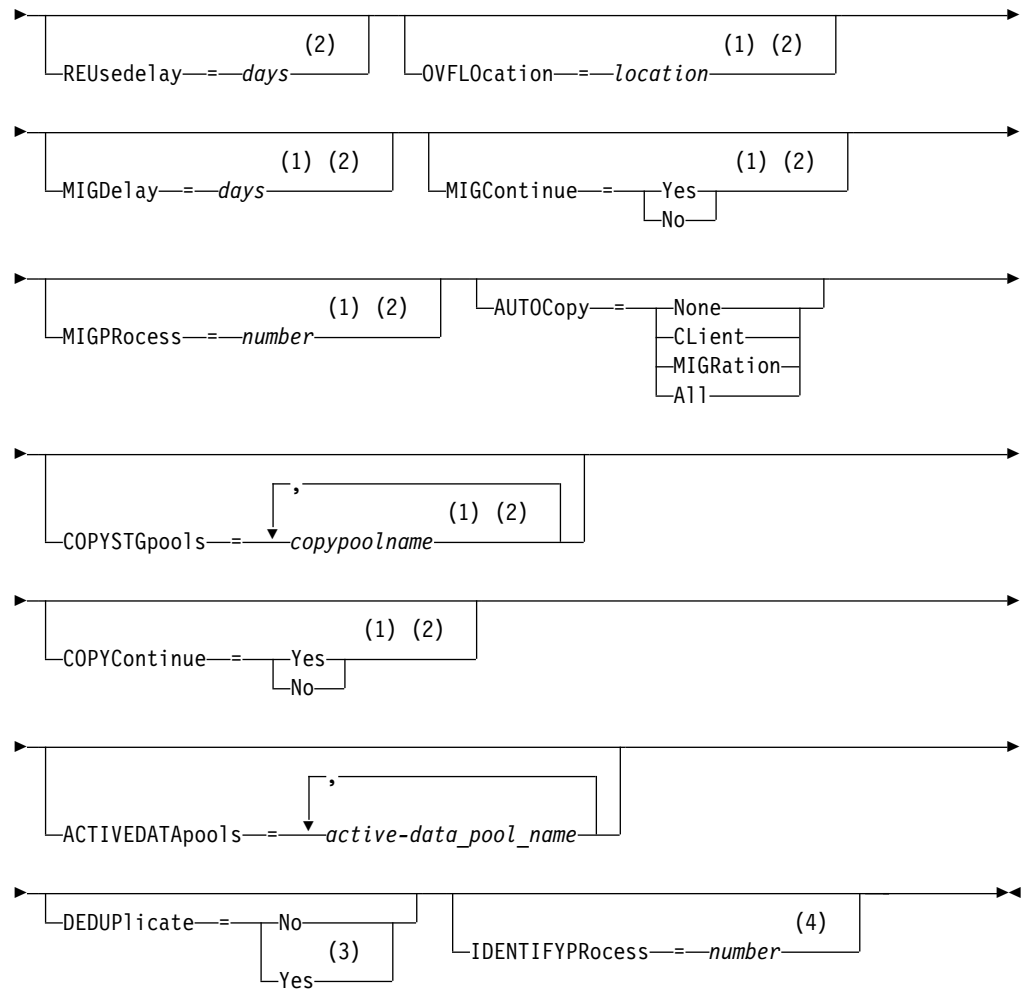 (2) (1) (2)
REUsedelay = days OVFLOcation = location
(1) (2) (1) (2)
MIGDelay = days MIGContinue = Yes
No
(1) (2) AUTOCopy = None
MIGPRocess = number CLient
MIGRation
All
,
(1) (2)
COPYSTGpools = copypoolname
(1) (2)
COPYContinue = Yes
No
,
ACTIVEDATApools = active-data_pool_name
DEDUPlicate = No (4)
(3) IDENTIFYPRocess = number
Yes